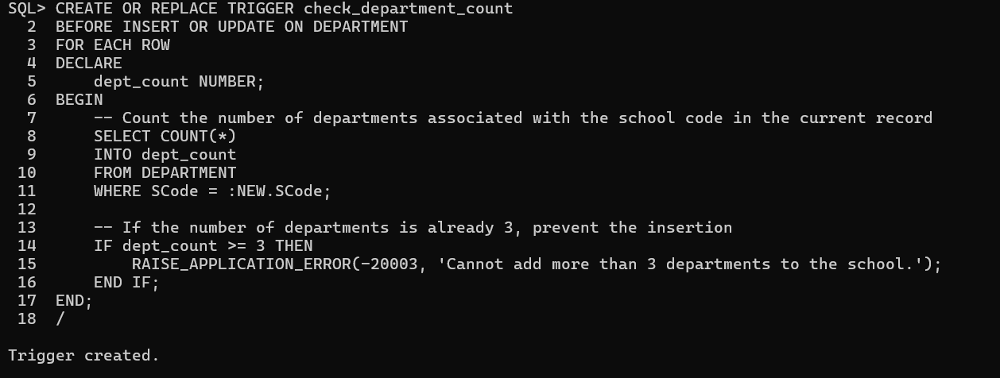 SQL> CREATE OR REPLACE TRIGGER check_department_count
  2  BEFORE INSERT OR UPDATE ON DEPARTMENT
  3  FOR EACH ROW
  4  DECLARE
  5      dept_count NUMBER;
  6  BEGIN
  7      -- Count the number of departments associated with the school code in the current record
  8      SELECT COUNT(*)
  9      INTO dept_count
 10      FROM DEPARTMENT
 11      WHERE SCode = :NEW.SCode;
 12
 13      -- If the number of departments is already 3, prevent the insertion
 14      IF dept_count >= 3 THEN
 15          RAISE_APPLICATION_ERROR(-20003, 'Cannot add more than 3 departments to the school.');
 16      END IF;
 17  END;
 18  /
Trigger created.